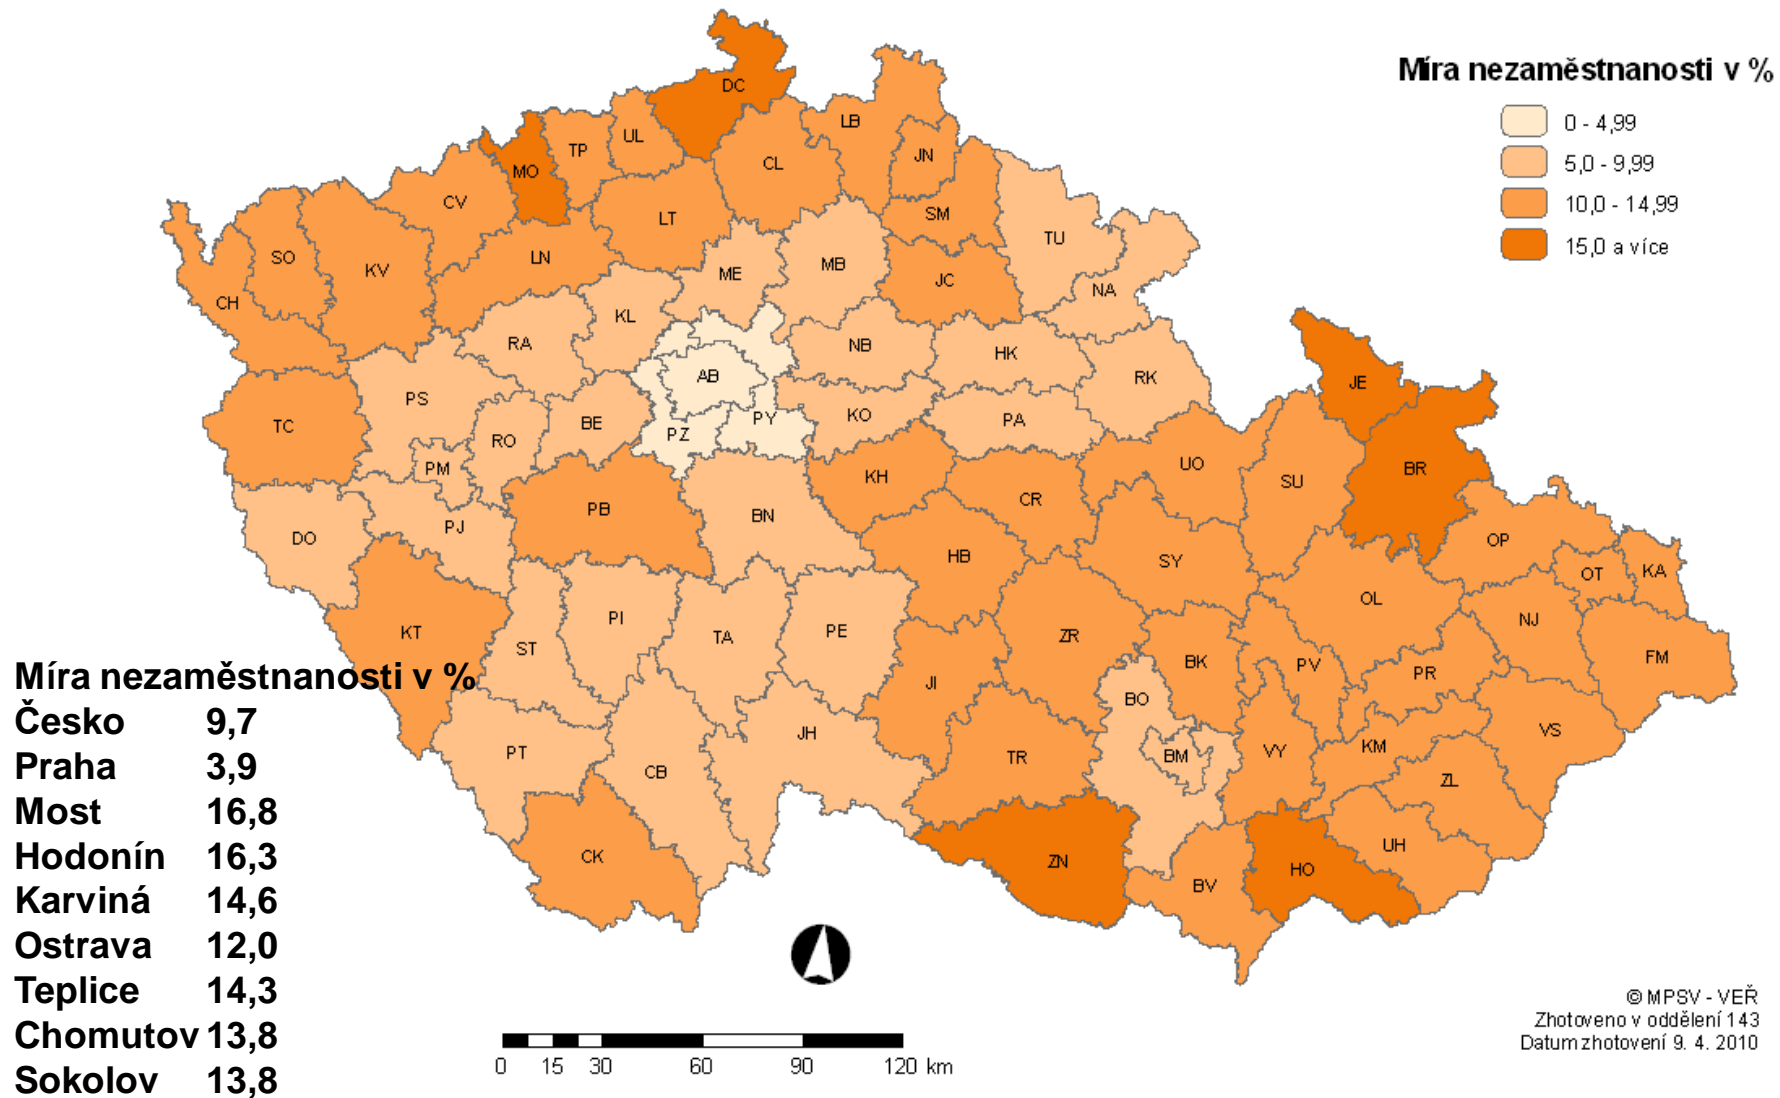 Míra nezaměstnanosti v %
0 - 4,99
5,0 - 9,99
10,0 - 14,99
15,0 a více
DC
LB
UL
TP
JN
CL
MO
CV
LT
SM
TU
SO
LN
KV
ME
MB
JC
NA
CH
KL
RA
NB
HK
AB
RK
JE
PS
TC
BE
KO
PA
PY
RO
PZ
PM
KH
UO
BR
SU
CR
PB
BN
PJ
DO
HB
OP
SY
OT
KA
OL
PI
NJ
KT
TA
PE
ZR
ST
BK
PV
FM
PR
JI
BO
Míra nezaměstnanosti v %
Česko 9,7
Praha 3,9
Most 16,8
Hodonín 16,3
Karviná 14,6
Ostrava 12,0
Teplice 14,3
Chomutov 13,8
Sokolov 13,8
PT
CB
JH
TR
BM
VY
KM
VS
ZL
CK
ZN
BV
HO
UH
0 15 30 60 90 120 km
© MPSV - VEŘ
Zhotoveno v oddělení 143
Datum zhotovení 9. 4. 2010